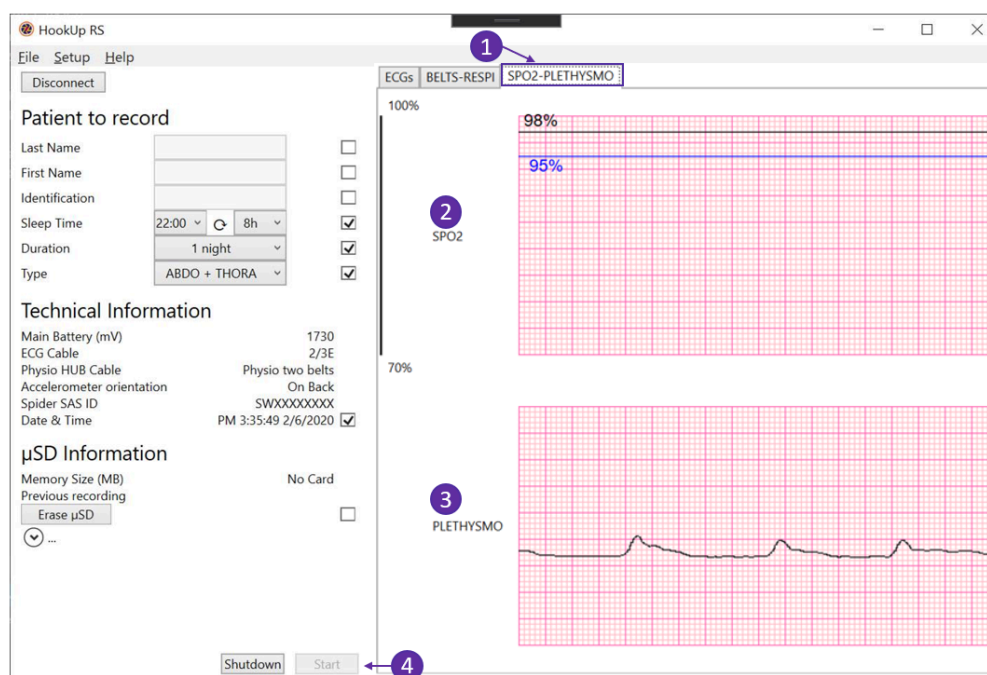 HookUp RS
File Setup Help
1
Disconnect
ECGs BELTS-RESPI SPO2-PLETHYSMO
Patient to record
Last Name
First Name
Identification
Sleep Time 22:00 8h
Duration 1 night
Type ABDO + THORA
Technical Information
Main Battery (mV) 1730
ECG Cable 2/3E
Physio HUB Cable Physio two belts
Accelerometer orientation On Back
Spider SAS ID SWXXXXXXXX
Date & Time PM 3:35:49 2/6/2020
µSD Information
Memory Size (MB) No Card
Previous recording
Erase µSD
...
Shutdown Start
4
100%
98%
95%
2
SPO2
70%
3
PLETHYSMO